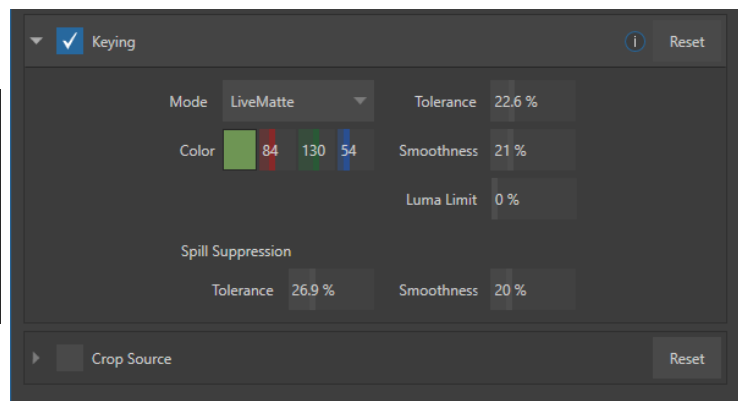 Keying
i
Reset
Mode LiveMatte Tolerance 22.6 %
Color 84 130 54 Smoothness 21 %
Luma Limit 0 %
Spill Suppression
Tolerance 26.9 % Smoothness 20 %
Crop Source
Reset